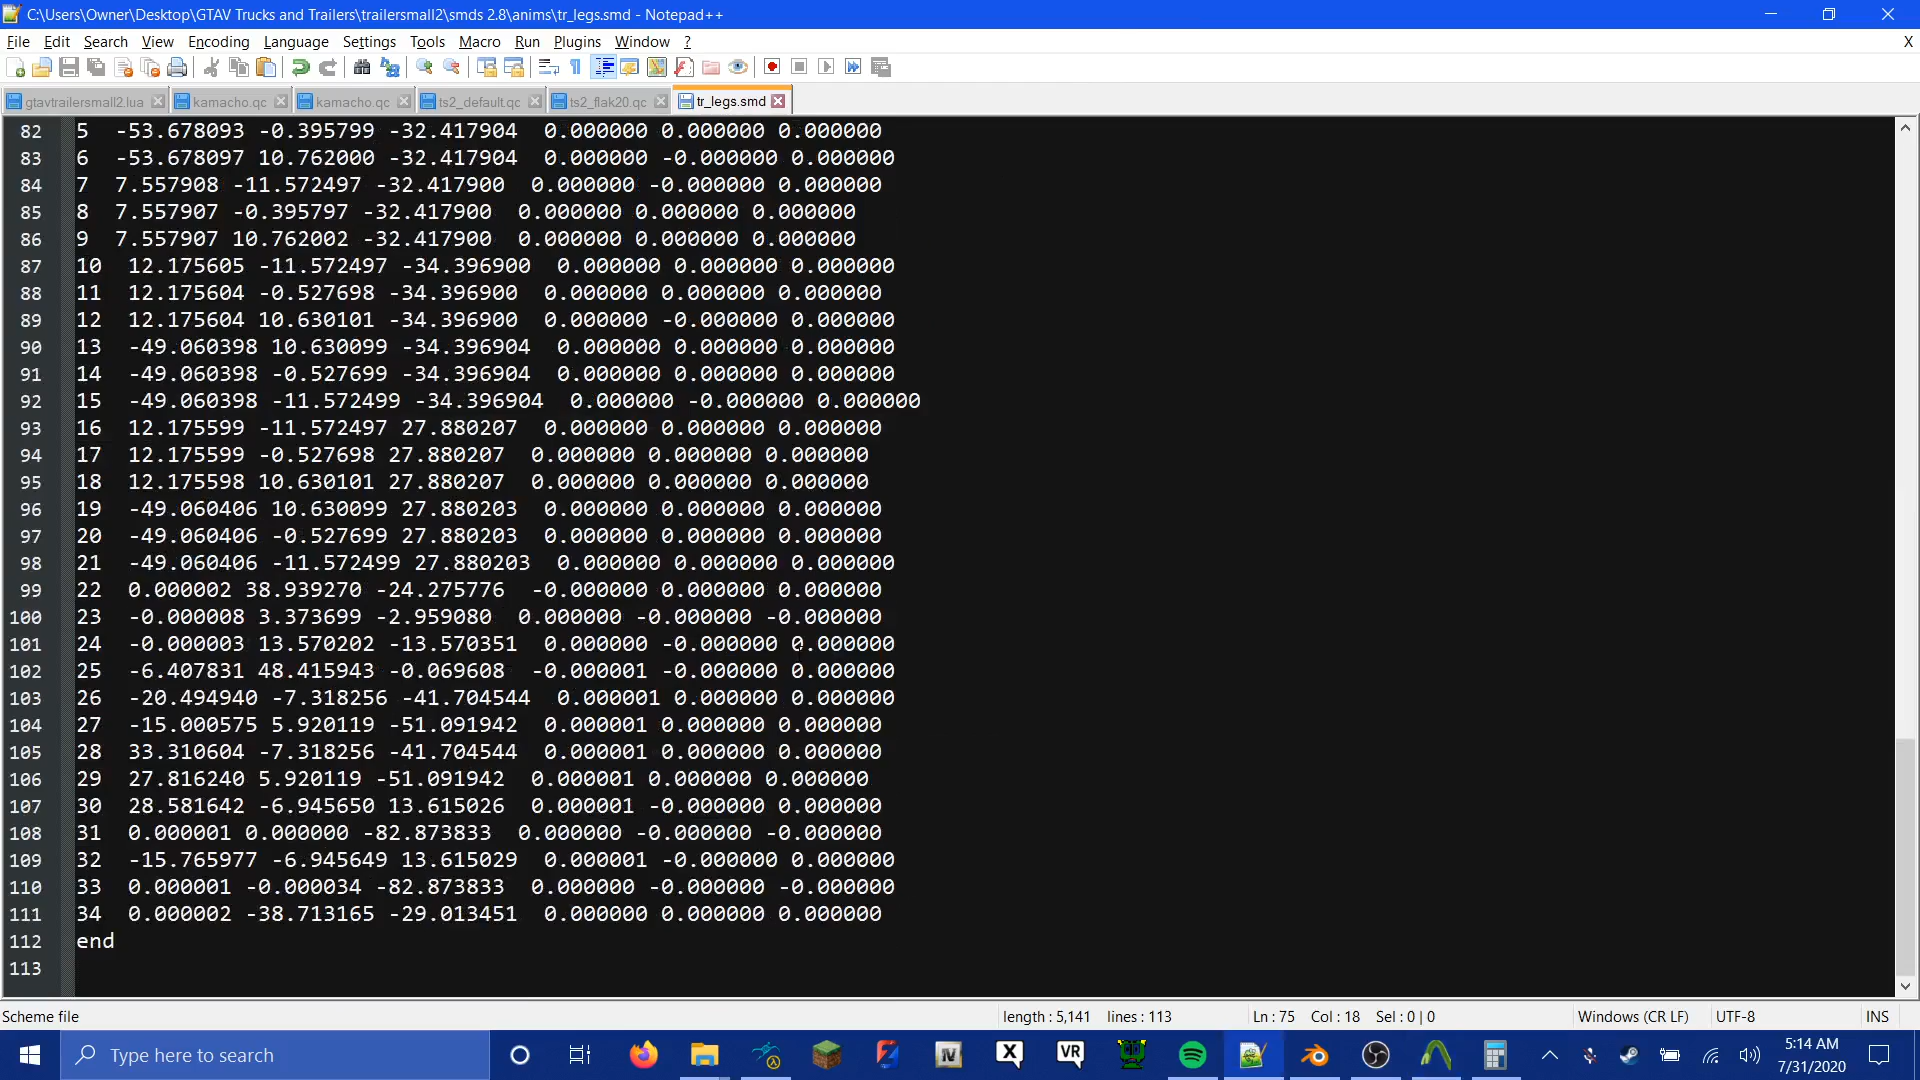 C:\Users\Owner\Desktop\GTAV Trucks and Trailers\trailersmall2\smds 2.8\anims\tr_legs.smd - Notepad++
File Edit Search View Encoding Language Settings Tools Macro Run Plugins Window ? X
gtavtrailersmall2.lua kamacho.qc kamacho.qc ts2_default.qc ts2_flak20.qc tr_legs.smd
82 5 -53.678093 -0.395799 -32.417904 0.000000 0.000000 0.000000
83 6 -53.678097 10.762000 -32.417904 0.000000 -0.000000 0.000000
84 7 7.557908 -11.572497 -32.417900 0.000000 -0.000000 0.000000
85 8 7.557907 -0.395797 -32.417900 0.000000 0.000000 0.000000
86 9 7.557907 10.762002 -32.417900 0.000000 0.000000 0.000000
87 10 12.175605 -11.572497 -34.396900 0.000000 0.000000 0.000000
88 11 12.175604 -0.527698 -34.396900 0.000000 0.000000 0.000000
89 12 12.175604 10.630101 -34.396900 0.000000 -0.000000 0.000000
90 13 -49.060398 10.630099 -34.396904 0.000000 0.000000 0.000000
91 14 -49.060398 -0.527699 -34.396904 0.000000 0.000000 0.000000
92 15 -49.060398 -11.572499 -34.396904 0.000000 -0.000000 0.000000
93 16 12.175599 -11.572497 27.880207 0.000000 0.000000 0.000000
94 17 12.175599 -0.527698 27.880207 0.000000 0.000000 0.000000
95 18 12.175598 10.630101 27.880207 0.000000 0.000000 0.000000
96 19 -49.060406 10.630099 27.880203 0.000000 0.000000 0.000000
97 20 -49.060406 -0.527699 27.880203 0.000000 0.000000 0.000000
98 21 -49.060406 -11.572499 27.880203 0.000000 0.000000 0.000000
99 22 0.000002 38.939270 -24.275776 -0.000000 0.000000 0.000000
100 23 -0.000008 3.373699 -2.959080 0.000000 -0.000000 -0.000000
101 24 -0.000003 13.570202 -13.570351 0.000000 -0.000000 0.000000
102 25 -6.407831 48.415943 -0.069608 -0.000001 -0.000000 0.000000
103 26 -20.494940 -7.318256 -41.704544 0.000001 0.000000 0.000000
104 27 -15.000575 5.920119 -51.091942 0.000001 0.000000 0.000000
105 28 33.310604 -7.318256 -41.704544 0.000001 0.000000 0.000000
106 29 27.816240 5.920119 -51.091942 0.000001 0.000000 0.000000
107 30 28.581642 -6.945650 13.615026 0.000001 -0.000000 0.000000
108 31 0.000001 0.000000 -82.873833 0.000000 -0.000000 -0.000000
109 32 -15.765977 -6.945649 13.615029 0.000001 -0.000000 0.000000
110 33 0.000001 -0.000034 -82.873833 0.000000 -0.000000 -0.000000
111 34 0.000002 -38.713165 -29.013451 0.000000 0.000000 0.000000
112 end
113
Scheme file length : 5,141 lines : 113 Ln : 75 Col : 18 Sel : 0 | 0 Windows (CR LF) UTF-8 INS
Type here to search IV X VR 5:14 AM
7/31/2020